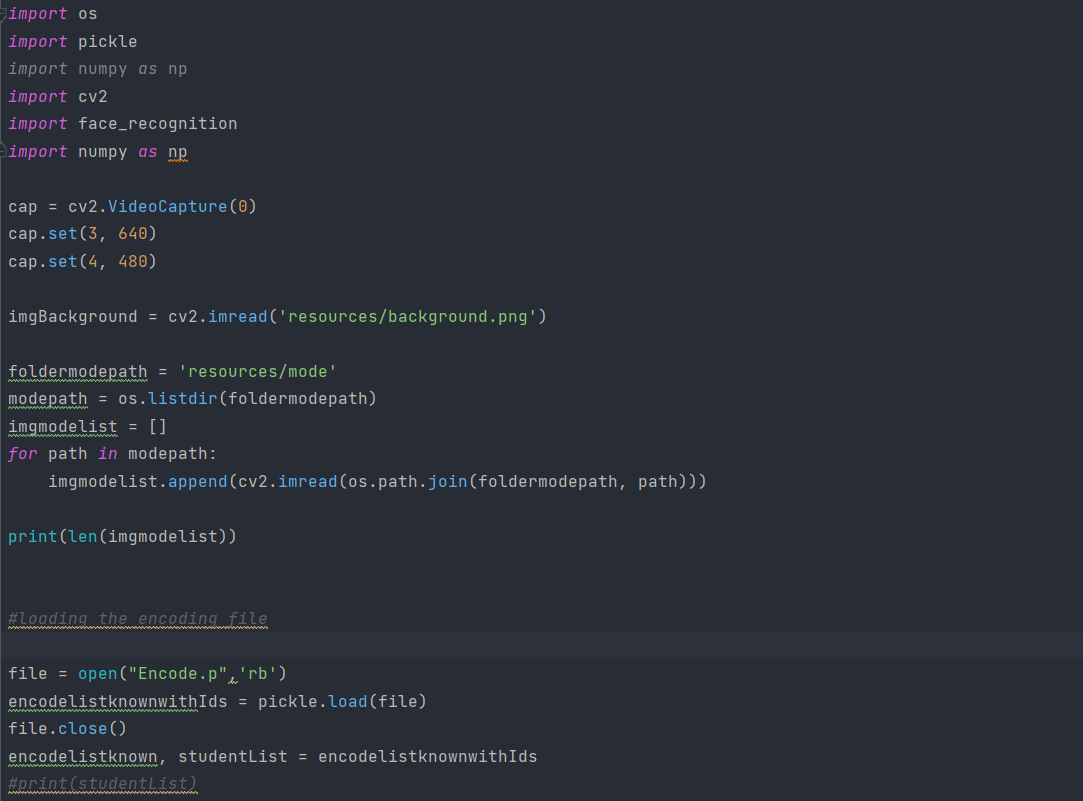 import os
import pickle
import numpy as np
import cv2
import face_recognition
import numpy as np
cap = cv2.VideoCapture(0)
cap.set(3, 640)
cap.set(4, 480)
imgBackground = cv2.imread('resources/background.png')
foldermodepath = 'resources/mode'
modepath = os.listdir(foldermodepath)
imgmodelist = []
for path in modepath:
    imgmodelist.append(cv2.imread(os.path.join(foldermodepath, path)))
print(len(imgmodelist))
#loading the encoding file
file = open("Encode.p",'rb')
encodelistknownwithIds = pickle.load(file)
file.close()
encodelistknown, studentList = encodelistknownwithIds
#print(studentList)